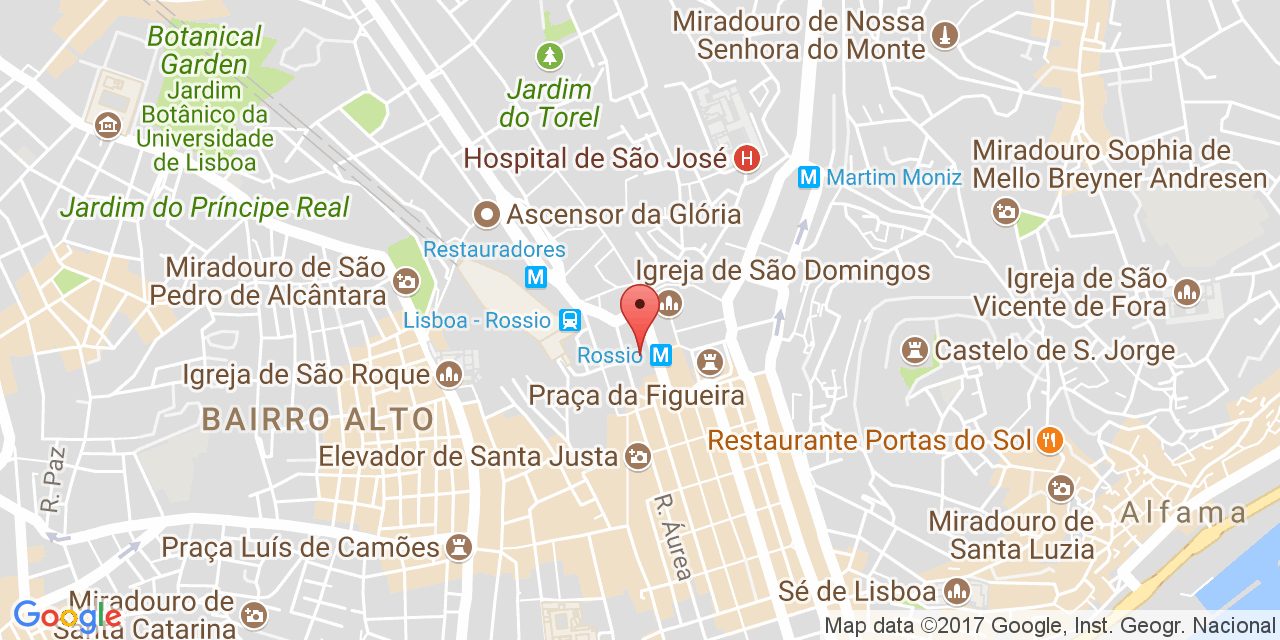 Miradouro de Nossa
Senhora do Monte
Botanical
Garden
Jardim
Botânico da
Universidade
de Lisboa
Jardim
do Torel
Hospital de São José
H
M Martim Moniz
Miradouro Sophia de
Mello Breyner Andresen
Jardim do Príncipe Real
Ascensor da Glória
Restauradores
M
Miradouro de São
Pedro de Alcântara
Igreja de São Domingos
Igreja de São
Vicente de Fora
Lisboa - Rossio
Rossio M
Castelo de S. Jorge
Igreja de São Roque
Praça da Figueira
BAIRRO ALTO
Restaurante Portas do Sol
Elevador de Santa Justa
R. Paz
R. Áurea
Miradouro de
Santa Luzia
Alfama
Praça Luís de Camões
Sé de Lisboa
Miradouro de
Santa Catarina
Google
Map data ©2017 Google, Inst. Geogr. Nacional